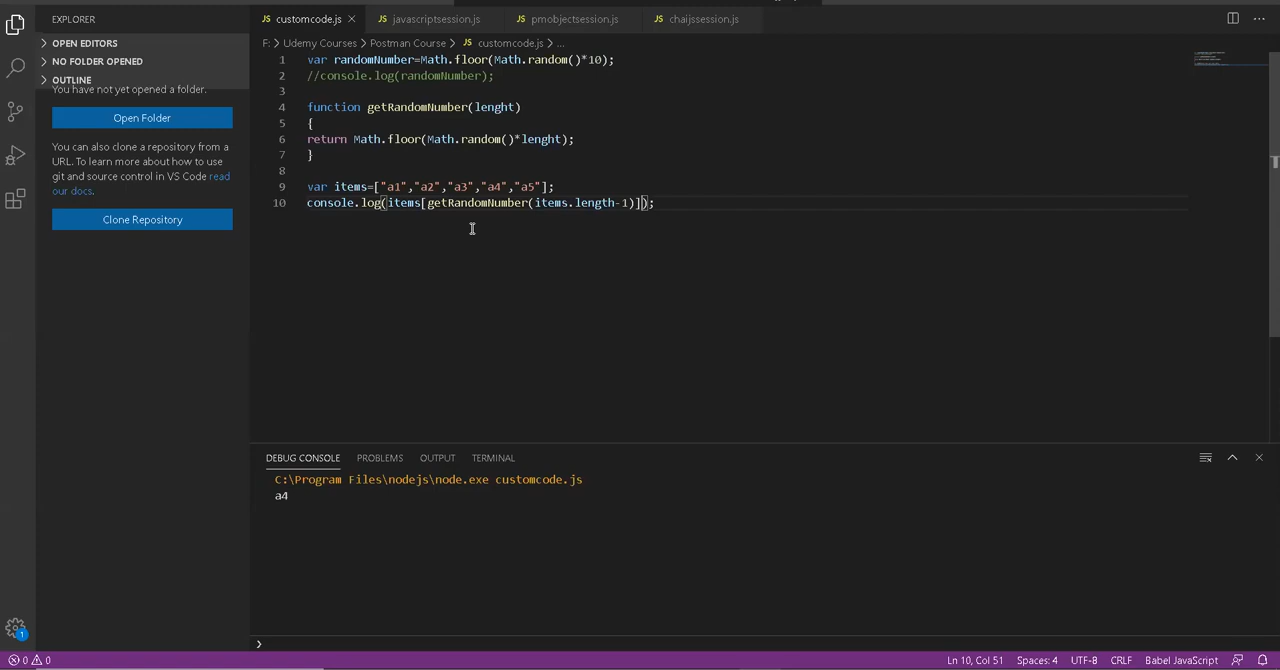 EXPLORER
OPEN EDITORS
NO FOLDER OPENED
OUTLINE
You have not yet opened a folder.
Open Folder
You can also clone a repository from a
URL. To learn more about how to use
git and source control in VS Code read
our docs.
Clone Repository
1
JS customcode.js
JS javascriptsession.js
JS pmobjectsession.js
JS chaijssession.js
F: > Udemy Courses > Postman Course > JS customcode.js > ...
1 var randomNumber=Math.floor(Math.random()*10);
2 //console.log(randomNumber);
3
4 function getRandomNumber(lenght)
5 {
6 return Math.floor(Math.random()*lenght);
7 }
8
9 var items=["a1","a2","a3","a4","a5"];
10 console.log(items[getRandomNumber(items.length-1)]);
DEBUG CONSOLE PROBLEMS OUTPUT TERMINAL
C:\Program Files\nodejs\node.exe customcode.js
a4
0 0
Ln 10, Col 51 Spaces: 4 UTF-8 CRLF Babel JavaScript